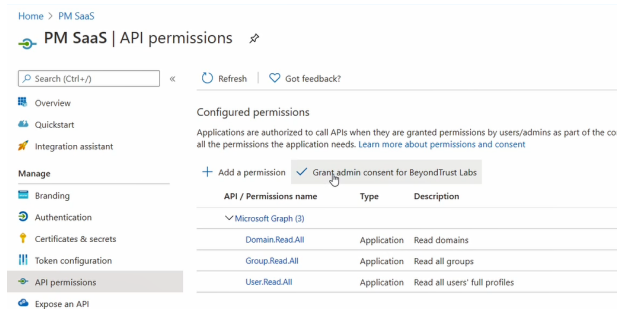 Home > PM SaaS
PM SaaS | API permissions
Search (Ctrl+/)
«
Refresh
Got feedback?
Overview
Quickstart
Integration assistant
Manage
Branding
Authentication
Certificates & secrets
Token configuration
API permissions
Expose an API
Configured permissions
Applications are authorized to call APIs when they are granted permissions by users/admins as part of the co
all the permissions the application needs. Learn more about permissions and consent
Add a permission
Grant admin consent for BeyondTrust Labs
API / Permissions name Type Description
Microsoft Graph (3)
Domain.Read.All Application Read domains
Group.Read.All Application Read all groups
User.Read.All Application Read all users' full profiles